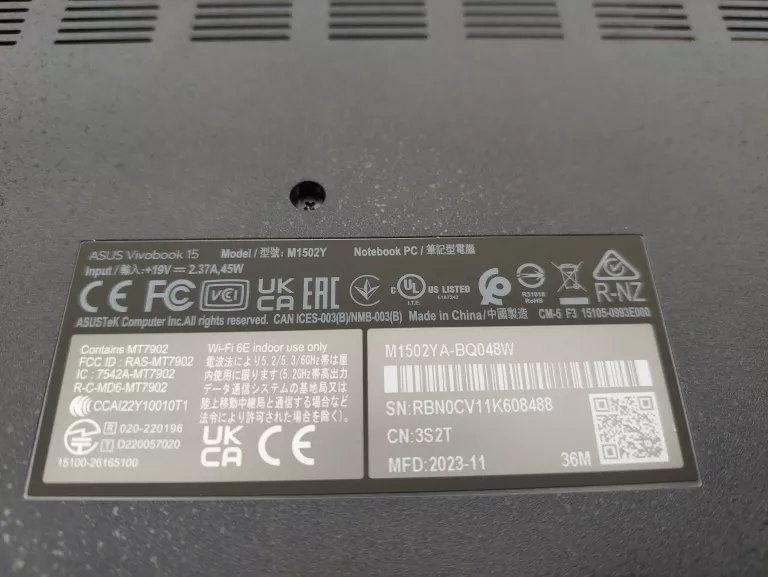 ASUS Vivobook 15 Model / 型號: M1502Y Notebook PC / 筆記型電腦
Input / 輸入:+19V 2.37A,45W
CE FC VCI UK CA EAC c UL US LISTED I.T.E. E187242 R31018 RoHS R-NZ
ASUSTeK Computer Inc.All rights reserved. CAN ICES-003(B)/NMB-003(B) Made in China/中國製造 CM-5 F3 15105-0993E000
Contains MT7902
FCC ID : RAS-MT7902
IC : 7542A-MT7902
R-C-MD6-MT7902
CCAI22Y10010T1
R 020-220196
T D220057020
15100-26165100
Wi-Fi 6E indoor use only
電波法により5.2/5.3/6GHz帯は屋
内使用に限ります(5.2GHz帯高出力
データ通信システムの基地局又は
陸上移動中継局と通信する場合など
法令により許可された場合を除く)。
UK CA CE
M1502YA-BQ048W
SN:RBN0CV11K608488
CN:3S2T
MFD:2023-11 36M